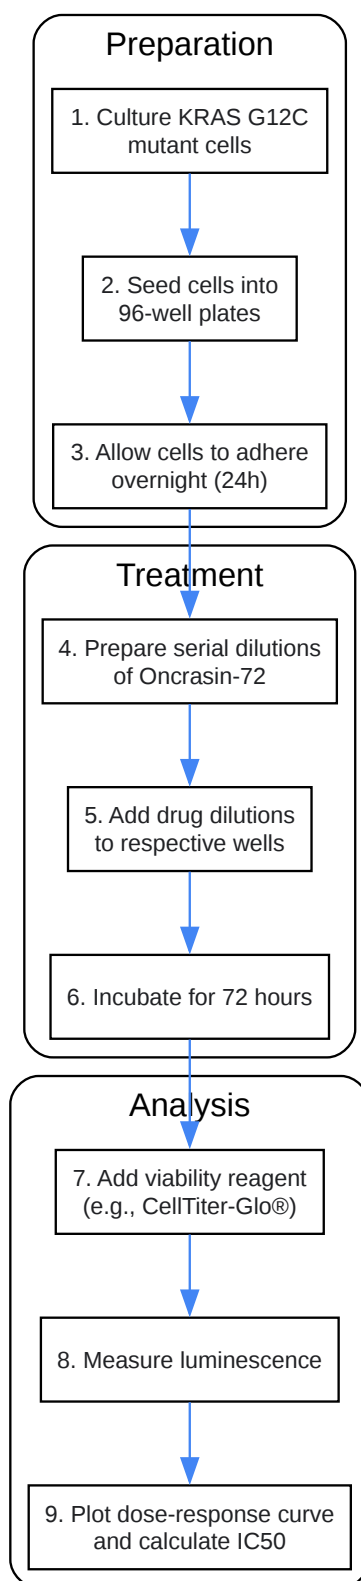 Preparation
1. Culture KRAS G12C
mutant cells
2. Seed cells into
96-well plates
3. Allow cells to adhere
overnight (24h)
Treatment
4. Prepare serial dilutions
of Oncrasin-72
5. Add drug dilutions
to respective wells
6. Incubate for 72 hours
Analysis
7. Add viability reagent
(e.g., CellTiter-Glo®)
8. Measure luminescence
9. Plot dose-response curve
and calculate IC50